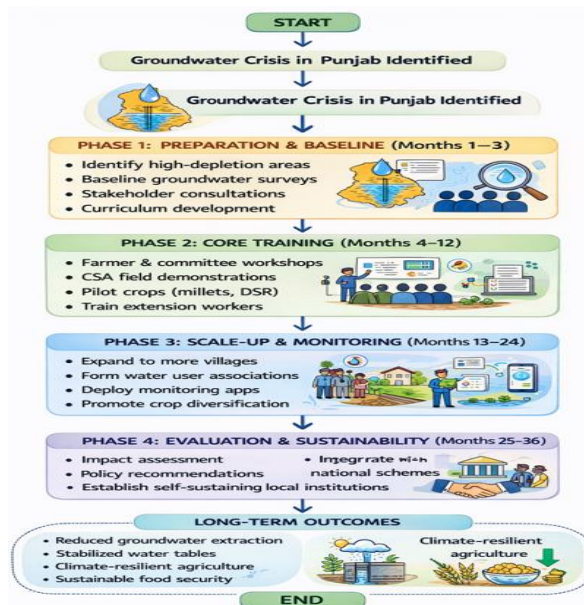 START
Groundwater Crisis in Punjab Identified
Groundwater Crisis in Punjab Identified
PHASE 1: PREPARATION & BASELINE (Months 1—3)
• Identify high-depletion areas
• Baseline groundwater surveys
• Stakeholder consultations
• Curriculum development
PHASE 2: CORE TRAINING (Months 4–12)
• Farmer & committee workshops
• CSA field demonstrations
• Pilot crops (millets, DSR)
• Train extension workers
PHASE 3: SCALE-UP & MONITORING (Months 13–24)
• Expand to more villages
• Form water user associations
• Deploy monitoring apps
• Promote crop diversification
PHASE 4: EVALUATION & SUSTAINABILITY (Months 25-36)
• Impact assessment
• Policy recommendations
• Establish self-sustaining local institutions
•
national schemes
LONG-TERM OUTCOMES
• Reduced groundwater extraction
• Stabilized water tables
• Climate-resilient agriculture
• Sustainable food security
Climate-resilient
agriculture
END